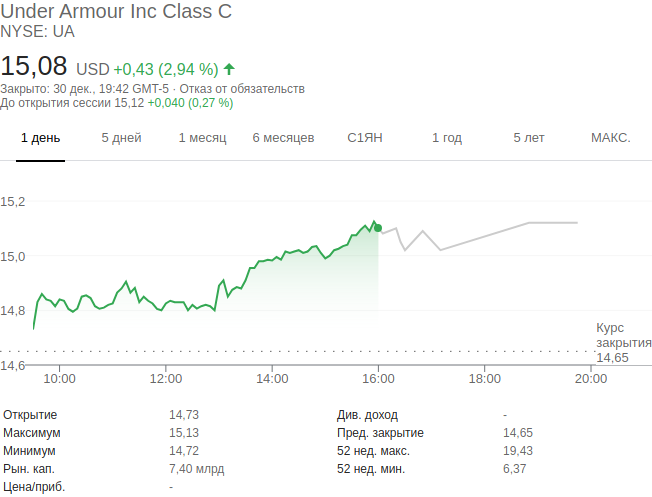 Under Armour Inc Class C
NYSE: UA
15,08 USD +0,43 (2,94 %)
Закрыто: 30 дек., 19:42 GMT-5 · Отказ от обязательств
До открытия сессии 15,12 +0,040 (0,27 %)
1 день 5 дней 1 месяц 6 месяцев С1ЯН 1 год 5 лет МАКС.
15,2
15,0
14,8
Курс
закрытия
14,65
14,6
10:00 12:00 14:00 16:00 18:00 20:00
Открытие 14,73 Див. доход -
Максимум 15,13 Пред. закрытие 14,65
Минимум 14,72 52 нед. макс. 19,43
Рын. кап. 7,40 млрд 52 нед. мин. 6,37
Цена/приб. -